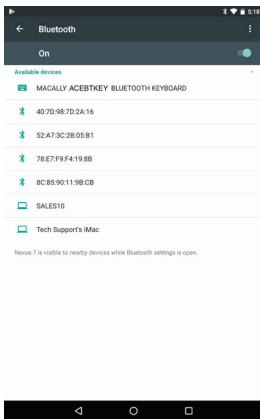 5:18
Bluetooth
On
Available devices
MACALLY ACEBTKEY BLUETOOTH KEYBOARD
40:7D:98:7D:2A:16
52:A7:3C:2B:05:B1
78:E7:F9:F4:19:8B
8C:85:90:11:9B:CB
SALES10
Tech Support's iMac
Nexus 7 is visible to nearby devices while Bluetooth settings is open.